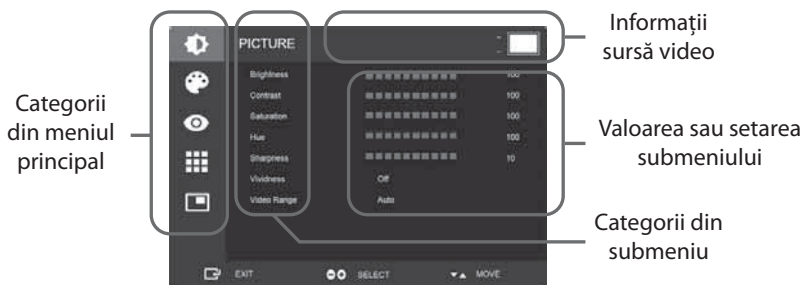 Informații
sursă video
PICTURE
Brightness 100
Contrast 100
Saturation 100
Hue 100
Sharpness 10
Vividness Off
Video Range Auto
EXIT SELECT MOVE
Categorii
din meniul
principal
Valoarea sau setarea
submeniului
Categorii din
submeniu